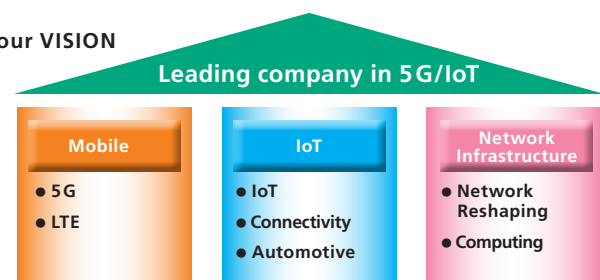 our VISION
Leading company in 5G/IoT
Mobile
● 5G
● LTE
IoT
● IoT
● Connectivity
● Automotive
Network
Infrastructure
● Network
Reshaping
● Computing